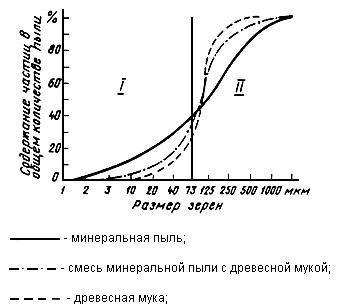 Содержание частиц в
общем количестве пыли
%
80
60
40
20
0
I
II
1 2 3 10 20 40 73 125 250 500 1000 мкм
Размер зерен
- минеральная пыль;
- смесь минеральной пыли с древесной мукой;
- древесная мука;